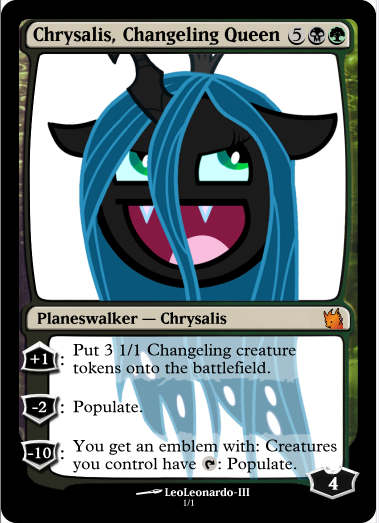 Chrysalis, Changeling Queen 5
Planeswalker — Chrysalis
+1: Put 3 1/1 Changeling creature
tokens onto the battlefield.
-2: Populate.
-10: You get an emblem with: Creatures
you control have : Populate.
4
LeoLeonardo-III
1/1